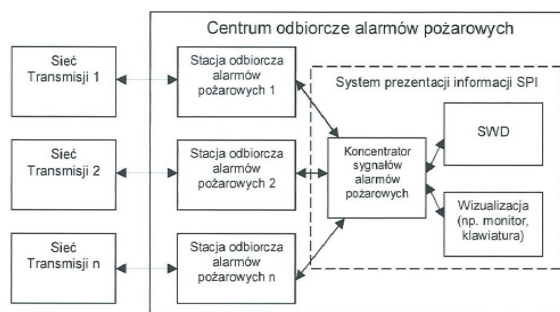 Centrum odbiorcze alarmów pożarowych
Sieć
Transmisji 1
Stacja odbiorcza
alarmów
pożarowych 1
System prezentacji informacji SPI
SWD
Sieć
Transmisji 2
Stacja odbiorcza
alarmów
pożarowych 2
Koncentrator
sygnałów
alarmów
pożarowych
Wizualizacja
(np. monitor,
klawiatura)
Sieć
Transmisji n
Stacja odbiorcza
alarmów
pożarowych n